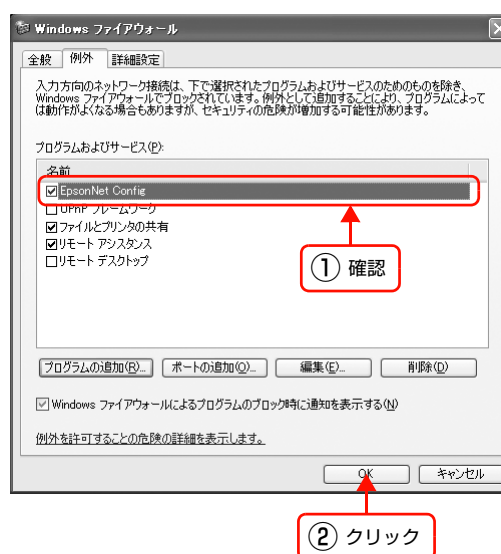 Windows ファイアウォール
全般 例外 詳細設定
入力方向のネットワーク接続は、下で選択されたプログラムおよびサービスのためのものを除き、
Windows ファイアウォールでブロックされています。例外として追加することにより、プログラムによって
は動作がよくなる場合もありますが、セキュリティの危険が増加する可能性があります。
プログラムおよびサービス(P):
名前
EpsonNet Config
UPnP フレームワーク
ファイルとプリンタの共有
リモート アシスタンス
リモート デスクトップ
① 確認
プログラムの追加(R)... ポートの追加(O)... 編集(E)... 削除(D)
Windows ファイアウォールによるプログラムのブロック時に通知を表示する(N)
例外を許可することの危険の詳細を表示します。
OK キャンセル
② クリック